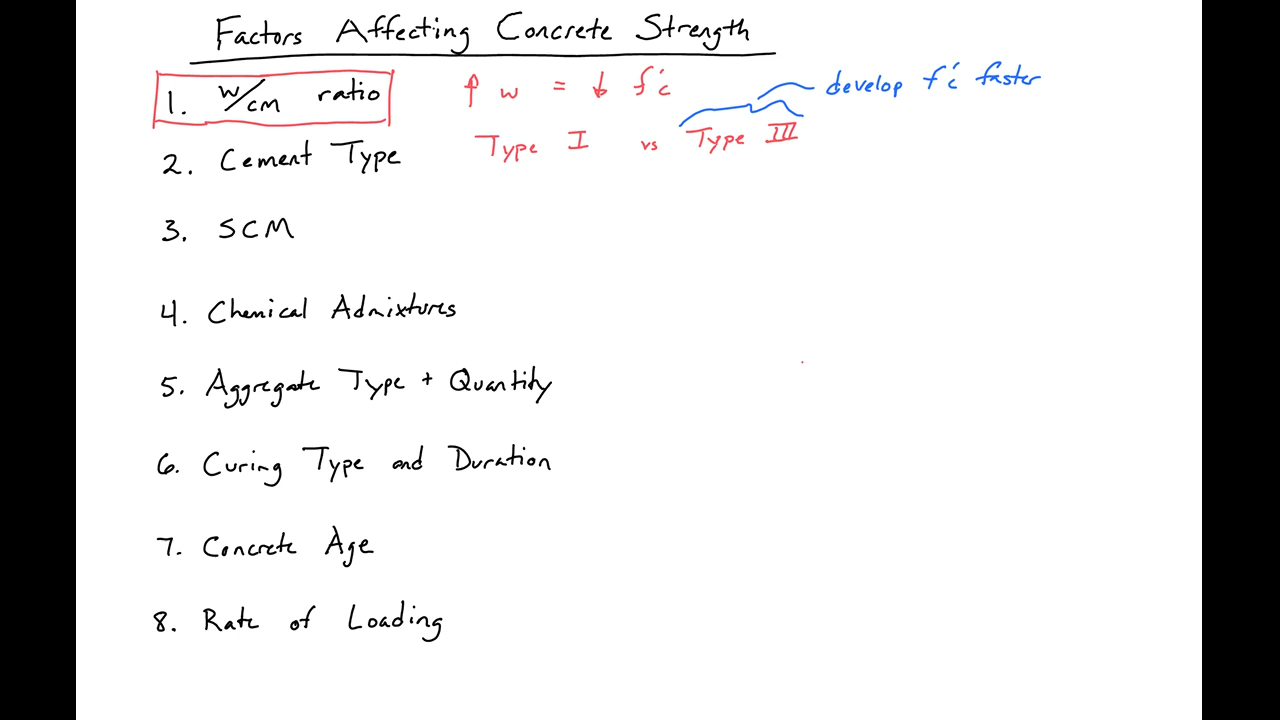 Factors Affecting Concrete Strength
1. w/cm ratio ↑ w = ↓ f'c develop f'c faster
2. Cement Type Type I vs Type III
3. SCM
4. Chemical Admixtures
5. Aggregate Type + Quantity
6. Curing Type and Duration
7. Concrete Age
8. Rate of Loading